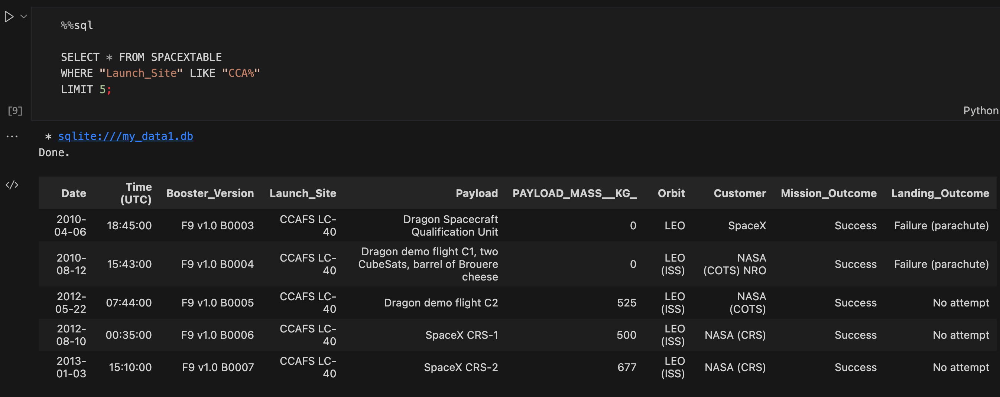 %%sql
SELECT * FROM SPACEXTABLE
WHERE "Launch_Site" LIKE "CCA%"
LIMIT 5;
[9]
Python
* sqlite:///my_data1.db
Done.
Date Time (UTC) Booster_Version Launch_Site Payload PAYLOAD_MASS__KG_ Orbit Customer Mission_Outcome Landing_Outcome
2010-04-06 18:45:00 F9 v1.0 B0003 CCAFS LC-40 Dragon Spacecraft Qualification Unit 0 LEO SpaceX Success Failure (parachute)
2010-08-12 15:43:00 F9 v1.0 B0004 CCAFS LC-40 Dragon demo flight C1, two CubeSats, barrel of Brouere cheese 0 LEO (ISS) NASA (COTS) NRO Success Failure (parachute)
2012-05-22 07:44:00 F9 v1.0 B0005 CCAFS LC-40 Dragon demo flight C2 525 LEO (ISS) NASA (COTS) Success No attempt
2012-08-10 00:35:00 F9 v1.0 B0006 CCAFS LC-40 SpaceX CRS-1 500 LEO (ISS) NASA (CRS) Success No attempt
2013-01-03 15:10:00 F9 v1.0 B0007 CCAFS LC-40 SpaceX CRS-2 677 LEO (ISS) NASA (CRS) Success No attempt